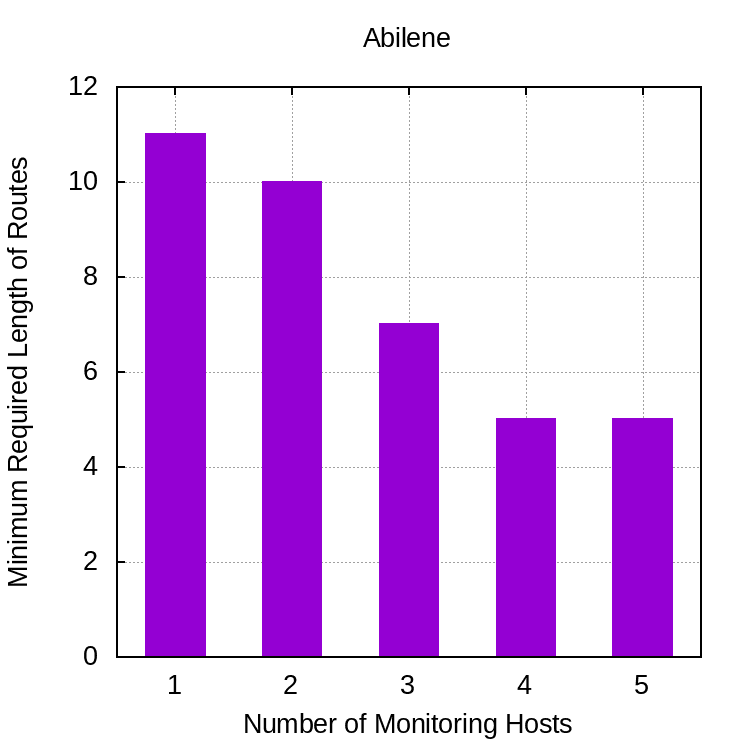 Abilene
12
10
8
6
4
2
0
Minimum Required Length of Routes
1 2 3 4 5
Number of Monitoring Hosts